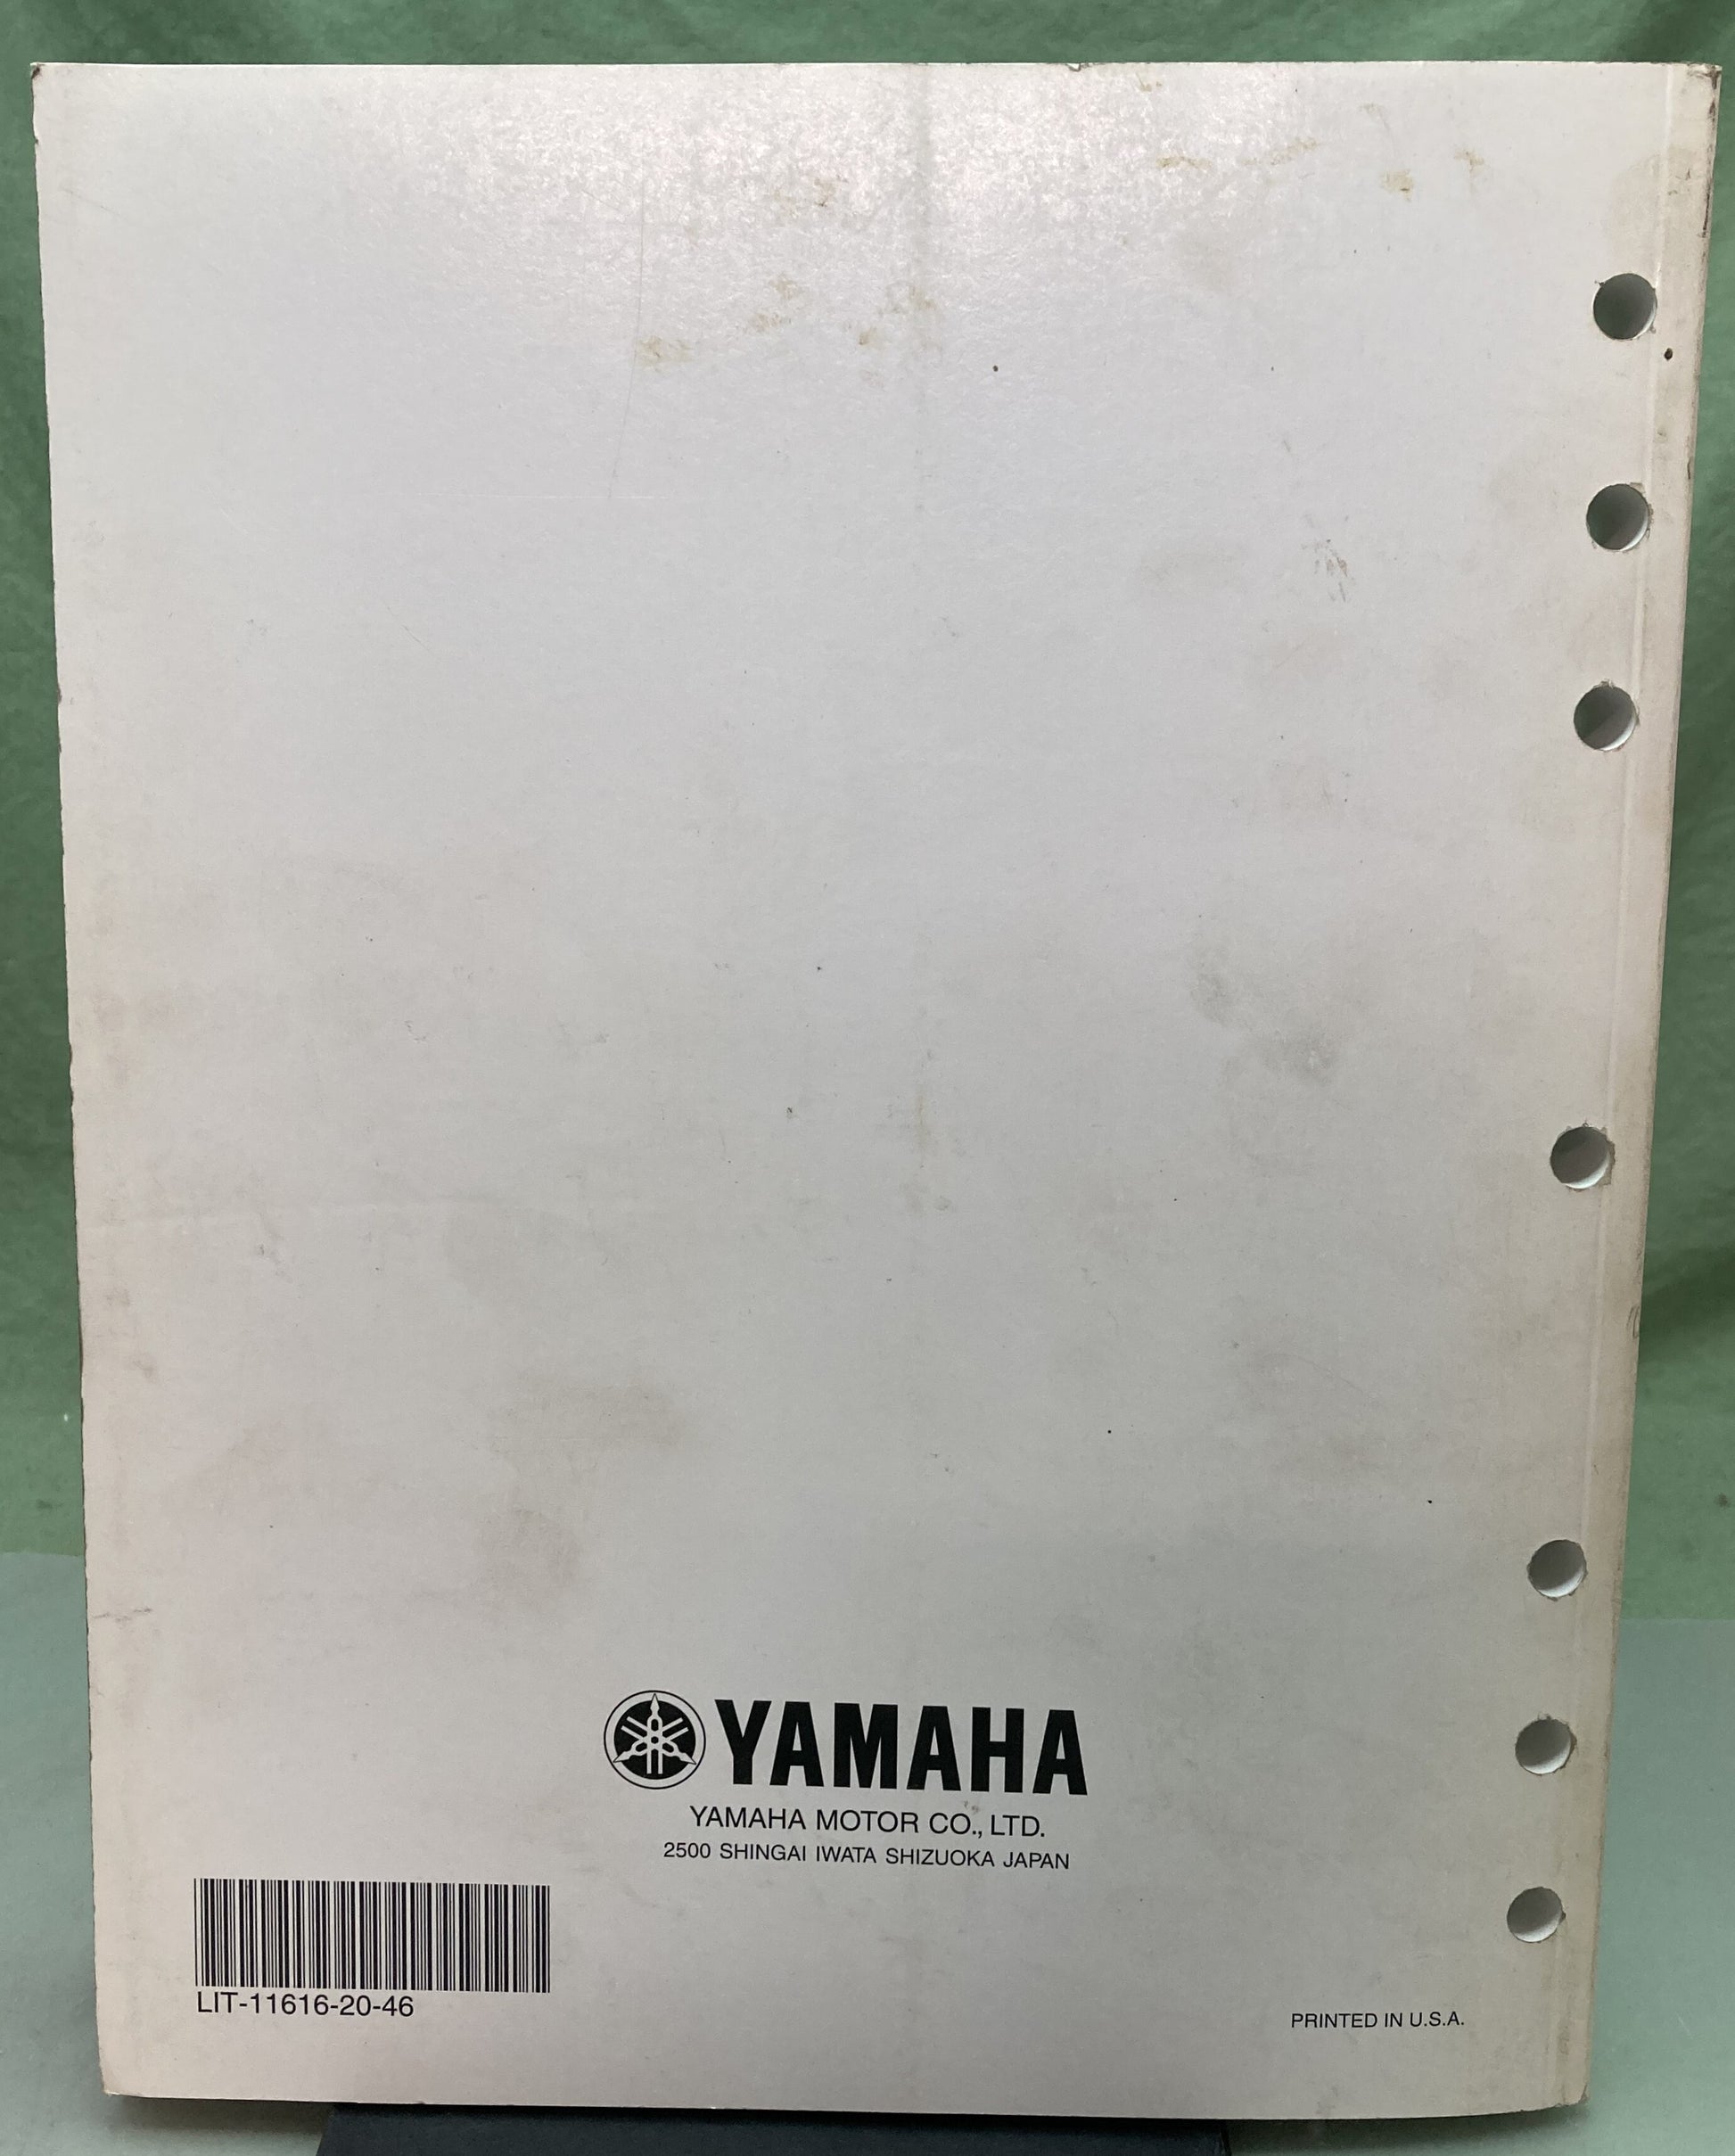 YAMAHA
YAMAHA MOTOR CO., LTD.
2500 SHINGAI IWATA SHIZUOKA JAPAN
LIT-11616-20-46
PRINTED IN U.S.A.